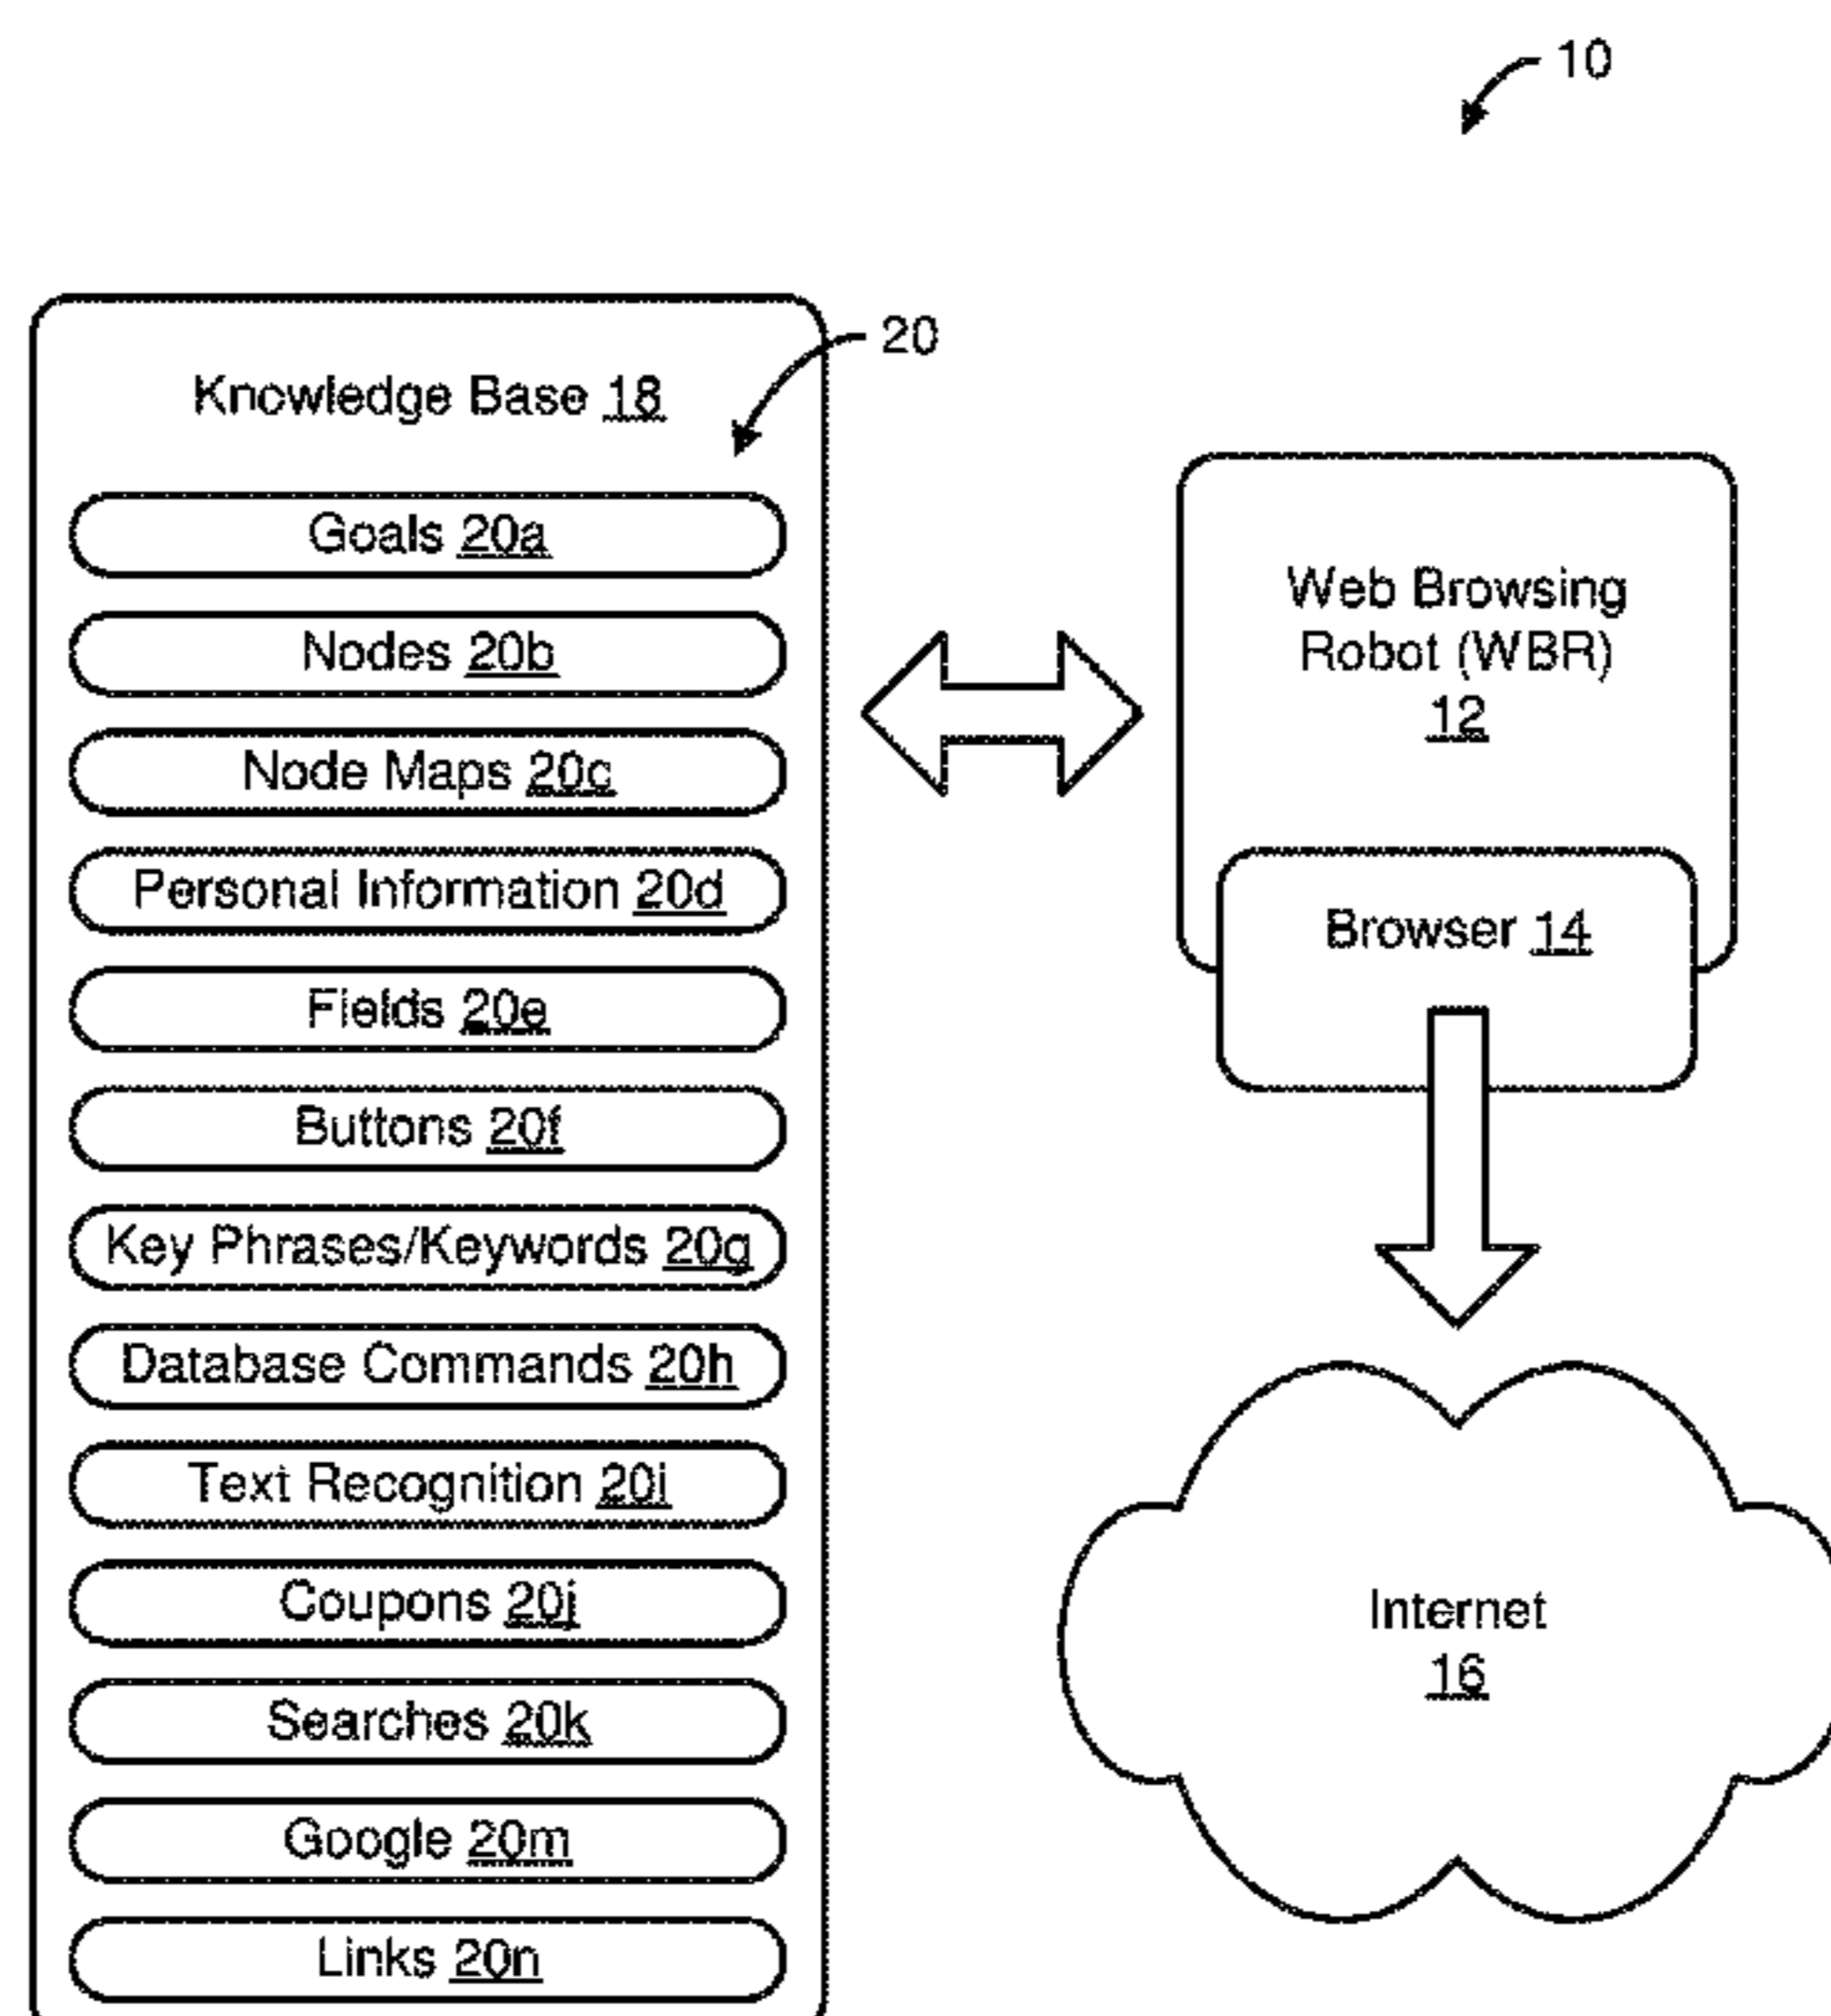 10
20
Knowledge Base 18
Goals 20a
Nodes 20b
Node Maps 20c
Personal Information 20d
Fields 20e
Buttons 20f
Key Phrases/Keywords 20g
Database Commands 20h
Text Recognition 20i
Coupons 20j
Searches 20k
Google 20m
Links 20n
Web Browsing
Robot (WBR)
12
Browser 14
Internet
16